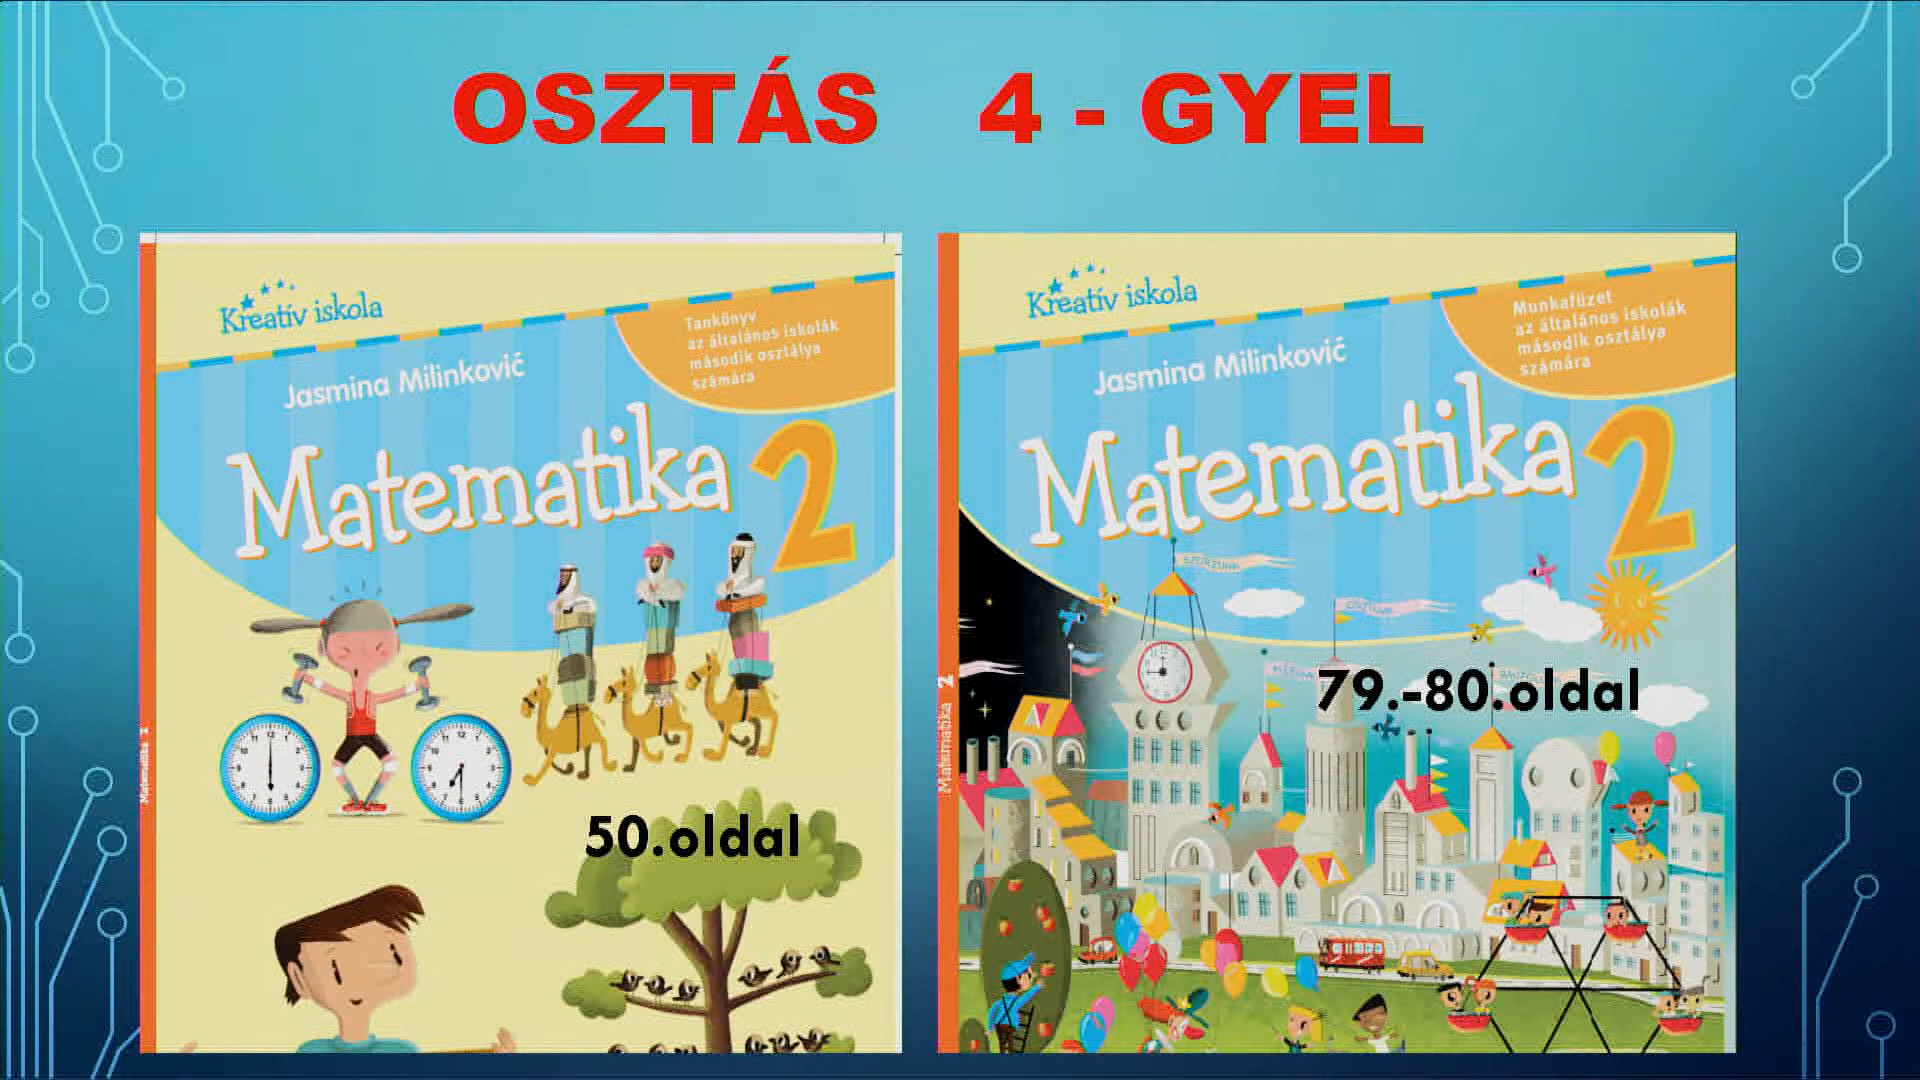 OSZTÁS 4 - GYEL
Kreatív iskola
Tankönyv
az általános iskolák
második osztálya
számára
Jasmina Milinković
Matematika 2
50.oldal
Matematika 2
Kreatív iskola
Munkafüzet
az általános iskolák
második osztálya
számára
Jasmina Milinković
Matematika 2
SZORZUNK
79.-80.oldal
Matematika 2